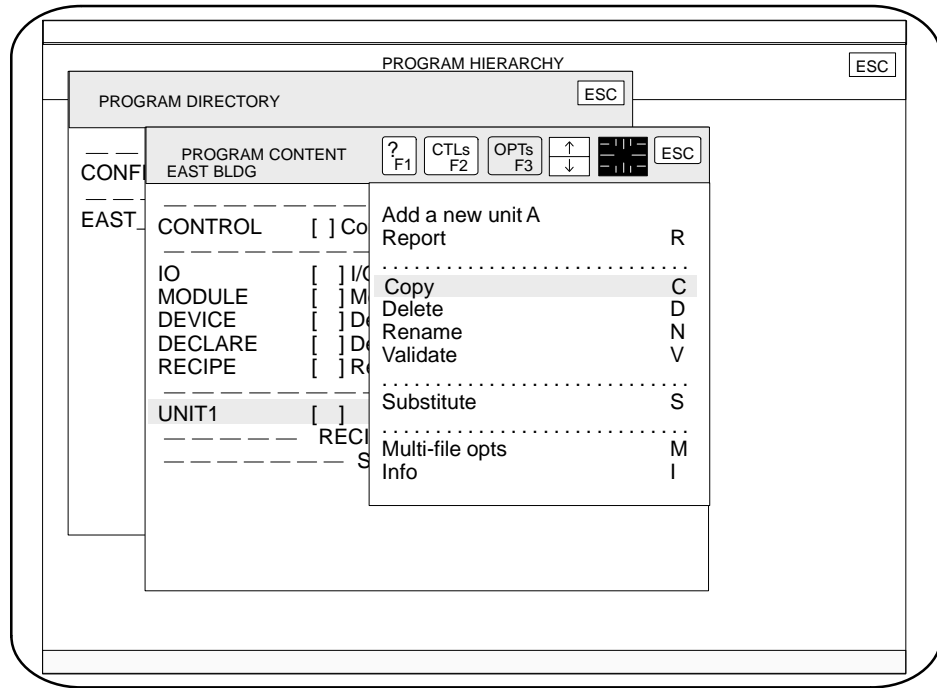 PROGRAM HIERARCHY
ESC
PROGRAM DIRECTORY
ESC
CONFI
EAST_
PROGRAM CONTENT
EAST BLDG
? F1
CTLs F2
OPTs F3
↑
↓
ESC
CONTROL [ ] Co
IO [ ] I/O
MODULE [ ] M
DEVICE [ ] De
DECLARE [ ] De
RECIPE [ ] Re
UNIT1 [ ]
RECI
S
Add a new unit A
Report R
Copy C
Delete D
Rename N
Validate V
Substitute S
Multi-file opts M
Info I